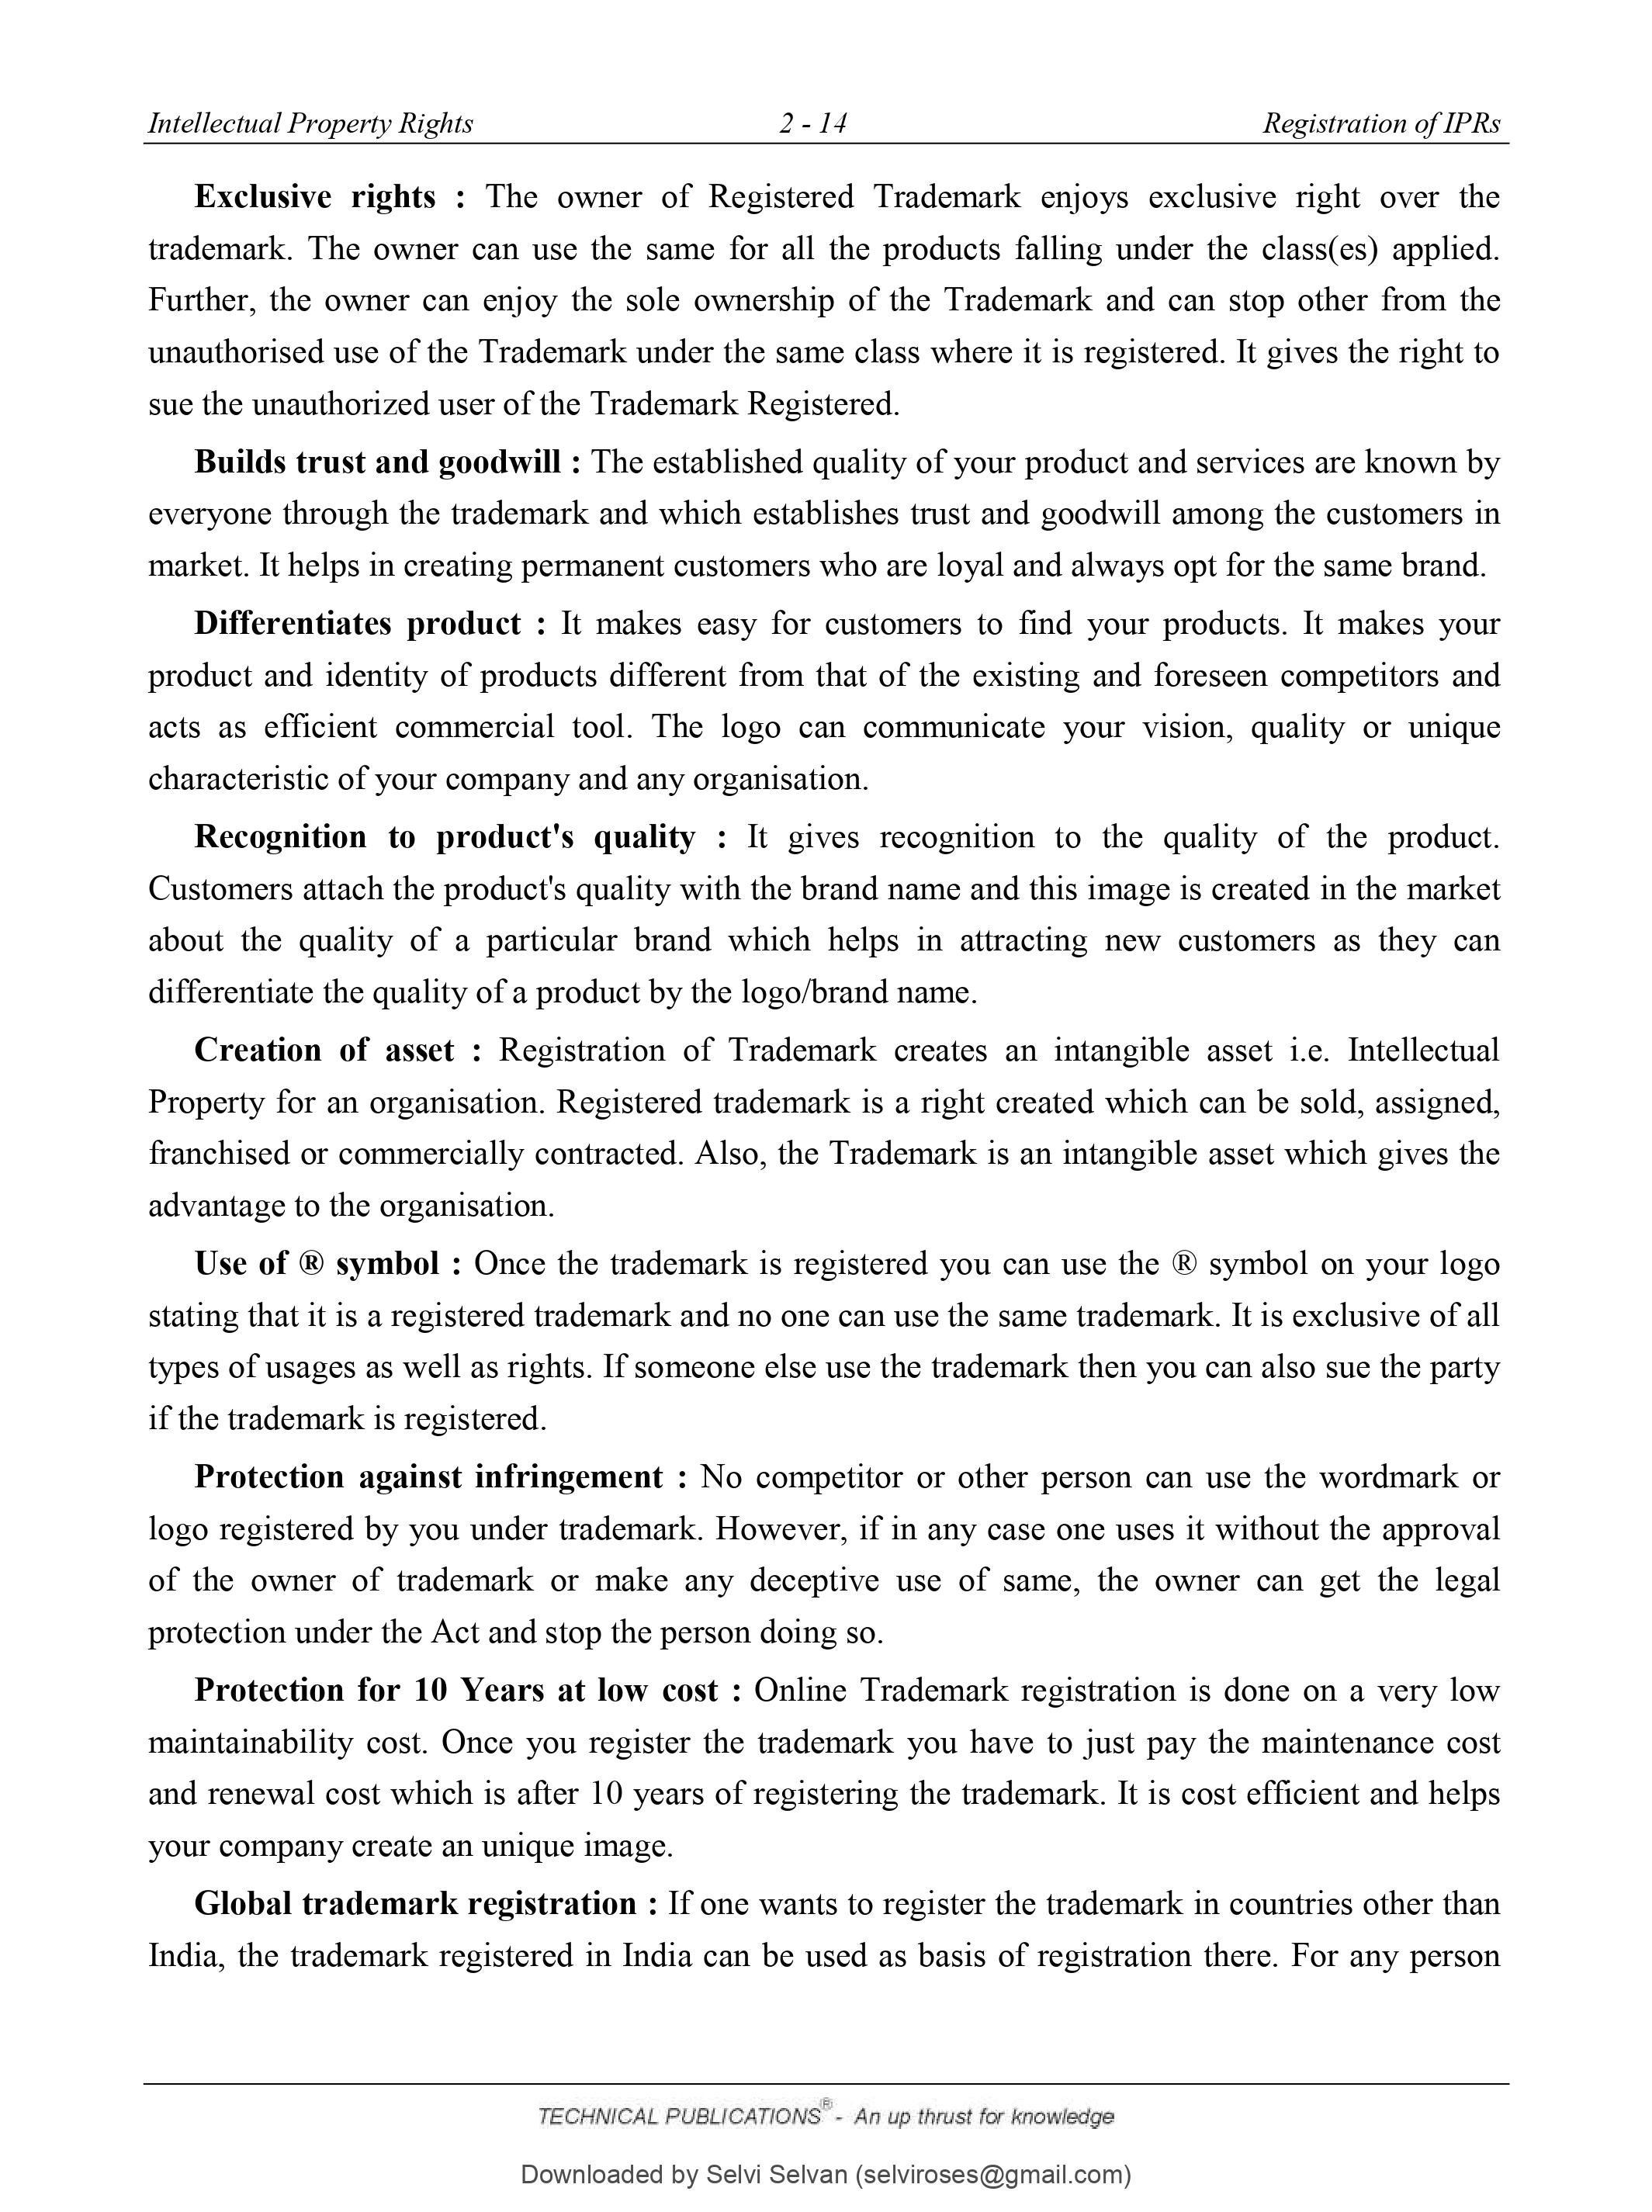 Intellectual Property Rights 2 - 14 Registration of IPRs
Exclusive rights : The owner of Registered Trademark enjoys exclusive right over the
trademark. The owner can use the same for all the products falling under the class(es) applied.
Further, the owner can enjoy the sole ownership of the Trademark and can stop other from the
unauthorised use of the Trademark under the same class where it is registered. It gives the right to
sue the unauthorized user of the Trademark Registered.
Builds trust and goodwill : The established quality of your product and services are known by
everyone through the trademark and which establishes trust and goodwill among the customers in
market. It helps in creating permanent customers who are loyal and always opt for the same brand.
Differentiates product : It makes easy for customers to find your products. It makes your
product and identity of products different from that of the existing and foreseen competitors and
acts as efficient commercial tool. The logo can communicate your vision, quality or unique
characteristic of your company and any organisation.
Recognition to product's quality : It gives recognition to the quality of the product.
Customers attach the product's quality with the brand name and this image is created in the market
about the quality of a particular brand which helps in attracting new customers as they can
differentiate the quality of a product by the logo/brand name.
Creation of asset : Registration of Trademark creates an intangible asset i.e. Intellectual
Property for an organisation. Registered trademark is a right created which can be sold, assigned,
franchised or commercially contracted. Also, the Trademark is an intangible asset which gives the
advantage to the organisation.
Use of ® symbol : Once the trademark is registered you can use the ® symbol on your logo
stating that it is a registered trademark and no one can use the same trademark. It is exclusive of all
types of usages as well as rights. If someone else use the trademark then you can also sue the party
if the trademark is registered.
Protection against infringement : No competitor or other person can use the wordmark or
logo registered by you under trademark. However, if in any case one uses it without the approval
of the owner of trademark or make any deceptive use of same, the owner can get the legal
protection under the Act and stop the person doing so.
Protection for 10 Years at low cost : Online Trademark registration is done on a very low
maintainability cost. Once you register the trademark you have to just pay the maintenance cost
and renewal cost which is after 10 years of registering the trademark. It is cost efficient and helps
your company create an unique image.
Global trademark registration : If one wants to register the trademark in countries other than
India, the trademark registered in India can be used as basis of registration there. For any person
TECHNICAL PUBLICATIONS® - An up thrust for knowledge
Downloaded by Selvi Selvan (selviroses@gmail.com)